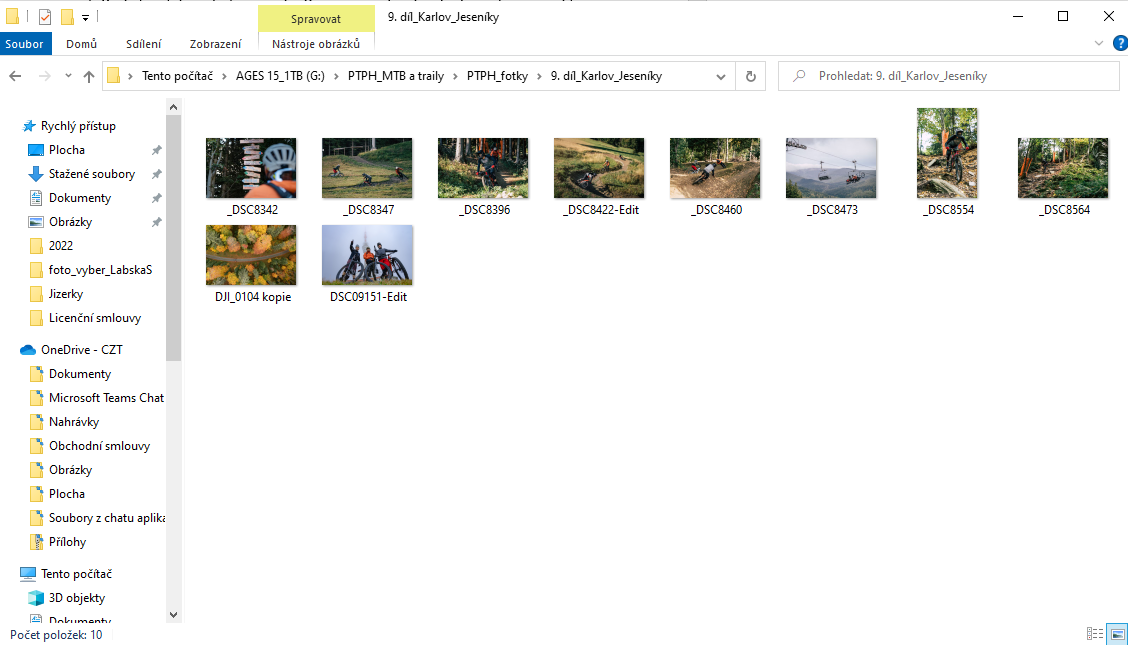 Spravovat
9. díl_Karlov_Jeseníky
Soubor
Domů
Sdílení
Zobrazení
Nástroje obrázků
Tento počítač
AGES 15_1TB (G:)
PTPH_MTB a traily
PTPH_fotky
9. díl_Karlov_Jeseníky
Prohledat: 9. díl_Karlov_Jeseníky
Rychlý přístup
Plocha
Stažené soubory
Dokumenty
Obrázky
2022
foto_vyber_LabskaS
Jizerky
Licenční smlouvy
OneDrive - CZT
Dokumenty
Microsoft Teams Chat
Nahrávky
Obchodní smlouvy
Obrázky
Plocha
Soubory z chatu aplika
Přílohy
Tento počítač
3D objekty
Dokumenty
_DSC8342
_DSC8347
_DSC8396
_DSC8422-Edit
_DSC8460
_DSC8473
_DSC8554
_DSC8564
DJI_0104 kopie
DSC09151-Edit
Počet položek: 10